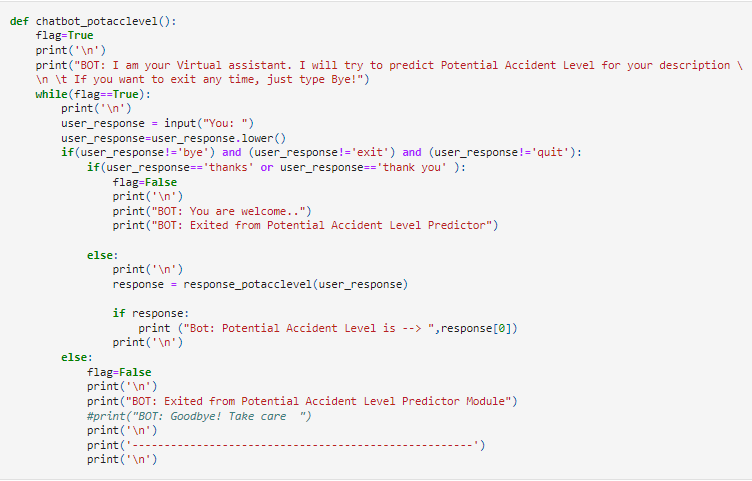 def chatbot_potacclevel():
    flag=True
    print('\n')
    print("BOT: I am your Virtual assistant. I will try to predict Potential Accident Level for your description \
    \n \t If you want to exit any time, just type Bye!")
    while(flag==True):
        print('\n')
        user_response = input("You: ")
        user_response=user_response.lower()
        if(user_response!='bye') and (user_response!='exit') and (user_response!='quit'):
            if(user_response=='thanks' or user_response=='thank you' ):
                flag=False
                print('\n')
                print("BOT: You are welcome..")
                print("BOT: Exited from Potential Accident Level Predictor")

            else:
                print('\n')
                response = response_potacclevel(user_response)

                if response:
                    print ("Bot: Potential Accident Level is --> ",response[0])
                print('\n')
        else:
            flag=False
            print('\n')
            print("BOT: Exited from Potential Accident Level Predictor Module")
            #print("BOT: Goodbye! Take care  ")
            print('\n')
            print('-----------------------------------------------------')
            print('\n')